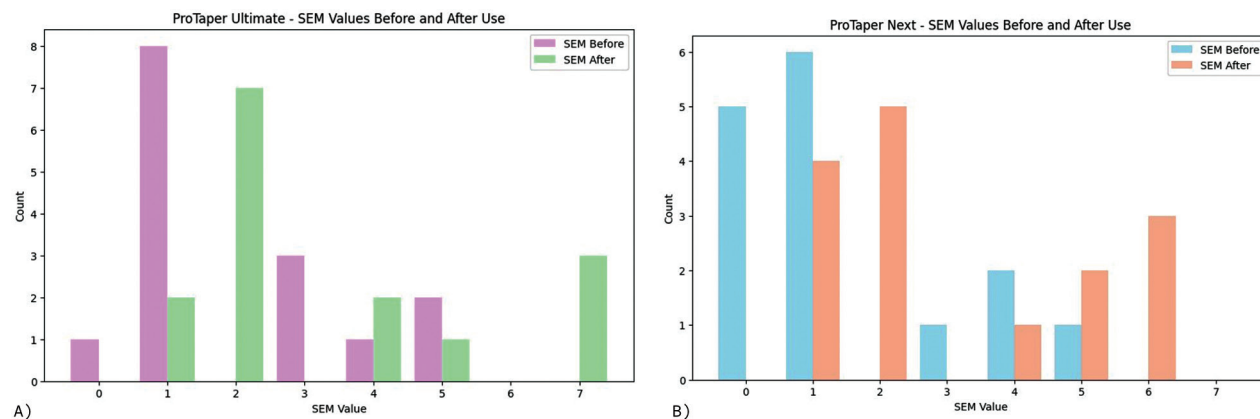 ProTaper Ultimate - SEM Values Before and After Use
SEM Before
SEM After
8
7
6
5
4
3
2
1
0
Count
0 1 2 3 4 5 6 7
SEM Value
A)
ProTaper Next - SEM Values Before and After Use
SEM Before
SEM After
6
5
4
3
2
1
0
Count
0 1 2 3 4 5 6 7
SEM Value
B)